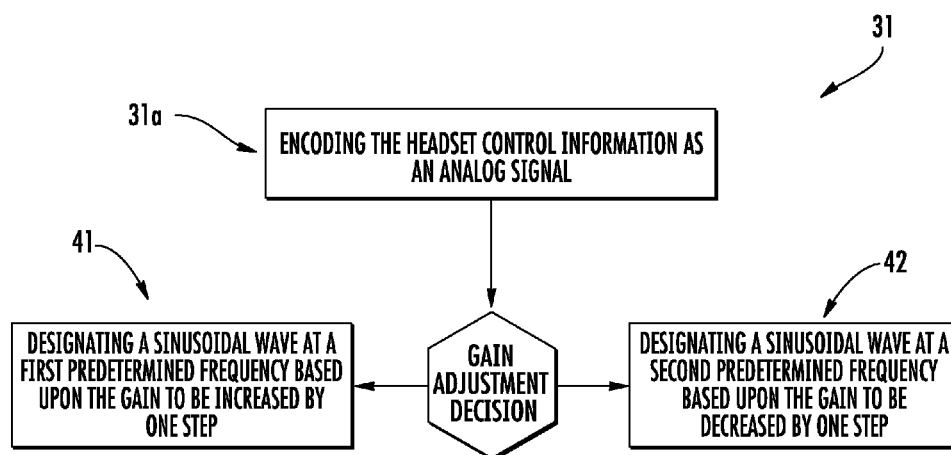 31
31a
ENCODING THE HEADSET CONTROL INFORMATION AS
AN ANALOG SIGNAL
41
42
DESIGNATING A SINUSOIDAL WAVE AT A
FIRST PREDETERMINED FREQUENCY BASED
UPON THE GAIN TO BE INCREASED BY
ONE STEP
GAIN
ADJUSTMENT
DECISION
DESIGNATING A SINUSOIDAL WAVE AT A
SECOND PREDETERMINED FREQUENCY
BASED UPON THE GAIN TO BE
DECREASED BY ONE STEP